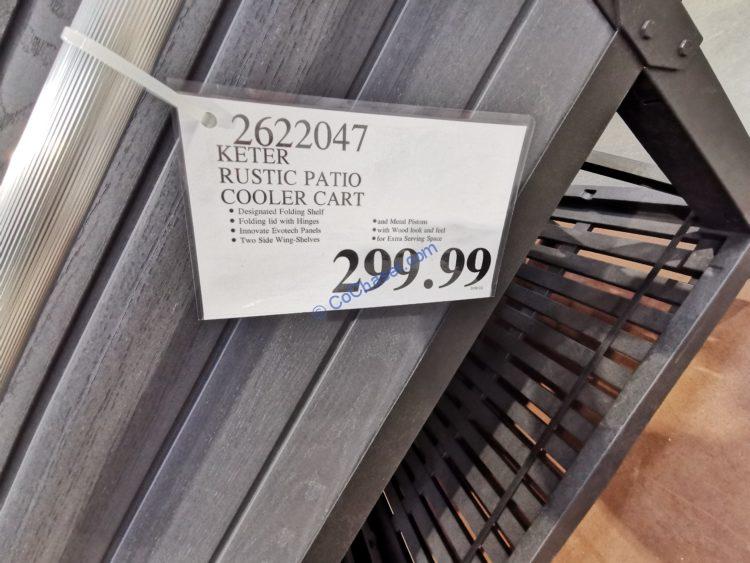 2622047
KETER
RUSTIC PATIO
COOLER CART
• Designated Folding Shelf
• Folding lid with Hinges • and Metal Pistons
• Innovate Evotech Panels • with Wood look and feel
• Two Side Wing-Shelves • for Extra Serving Space
299.99
© CoChaser.com